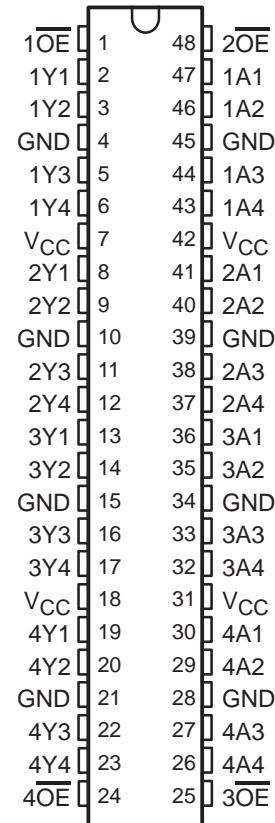 1O̅E̅ 1 48 2O̅E̅
1Y1 2 47 1A1
1Y2 3 46 1A2
GND 4 45 GND
1Y3 5 44 1A3
1Y4 6 43 1A4
VCC 7 42 VCC
2Y1 8 41 2A1
2Y2 9 40 2A2
GND 10 39 GND
2Y3 11 38 2A3
2Y4 12 37 2A4
3Y1 13 36 3A1
3Y2 14 35 3A2
GND 15 34 GND
3Y3 16 33 3A3
3Y4 17 32 3A4
VCC 18 31 VCC
4Y1 19 30 4A1
4Y2 20 29 4A2
GND 21 28 GND
4Y3 22 27 4A3
4Y4 23 26 4A4
4O̅E̅ 24 25 3O̅E̅